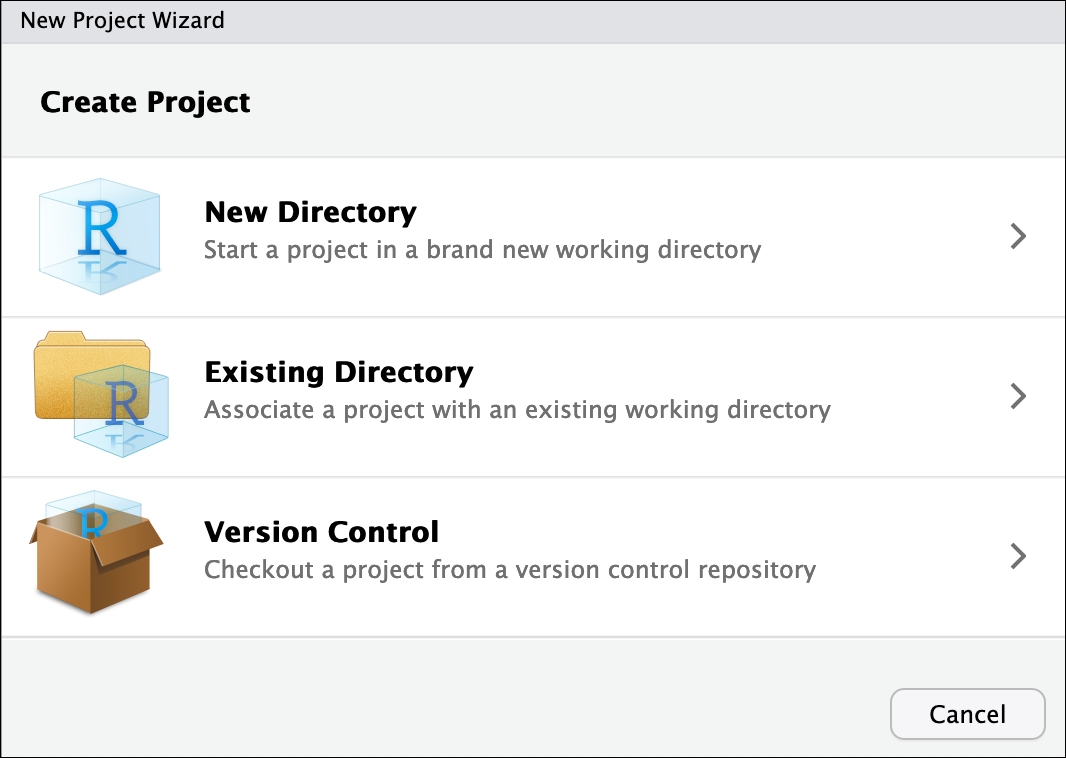 New Project Wizard
Create Project
R
New Directory
Start a project in a brand new working directory
R
Existing Directory
Associate a project with an existing working directory
R
Version Control
Checkout a project from a version control repository
Cancel